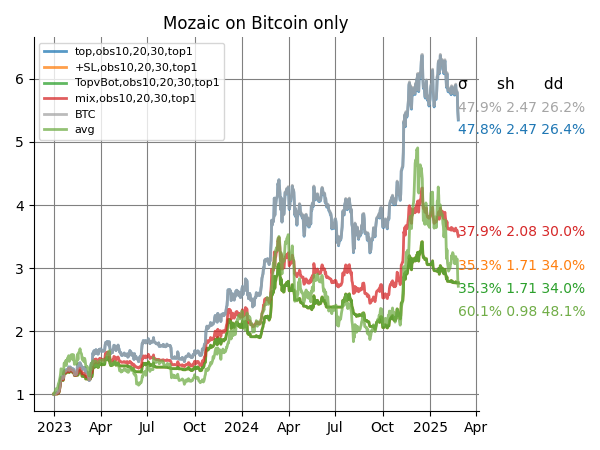 Mozaic on Bitcoin only
top,obs10,20,30,top1
+SL,obs10,20,30,top1
TopvBot,obs10,20,30,top1
mix,obs10,20,30,top1
BTC
avg
σ sh dd
47.9% 2.47 26.2%
47.8% 2.47 26.4%
37.9% 2.08 30.0%
35.3% 1.71 34.0%
35.3% 1.71 34.0%
60.1% 0.98 48.1%
6
5
4
3
2
1
2023 Apr Jul Oct 2024 Apr Jul Oct 2025 Apr